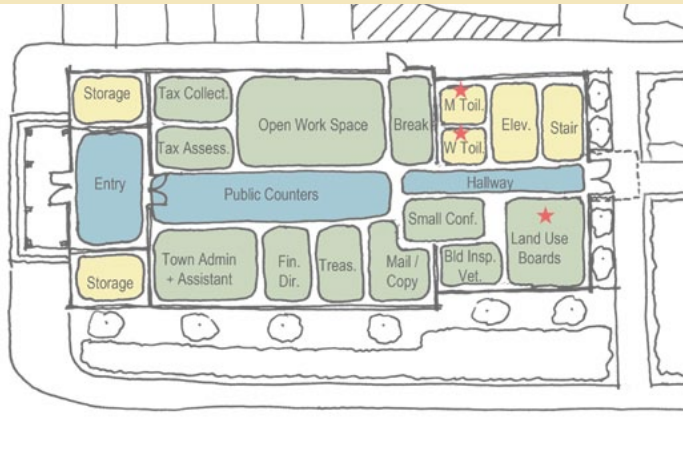 Storage
Tax Collect.
Open Work Space
Break
M Toil.
Elev.
Stair
Tax Assess.
W Toil.
Entry
Public Counters
Hallway
Small Conf.
Land Use
Boards
Storage
Town Admin
+ Assistant
Fin.
Dir.
Treas.
Mail /
Copy
Bld Insp.
Vet.